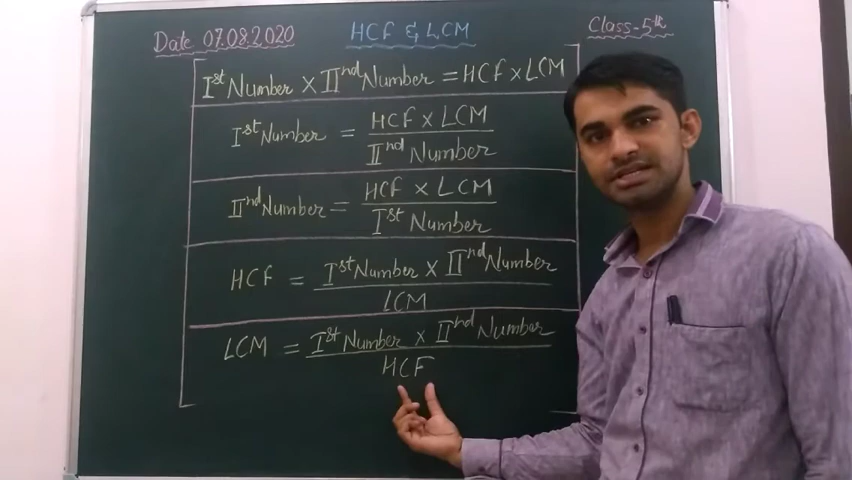 Date 07.08.2020
HCF & LCM
Class-5th
Ist Number × IInd Number = HCF × LCM
Ist Number = HCF × LCM
IInd Number
IInd Number = HCF × LCM
Ist Number
HCF = Ist Number × IInd Number
LCM
LCM = Ist Number × IInd Number
HCF